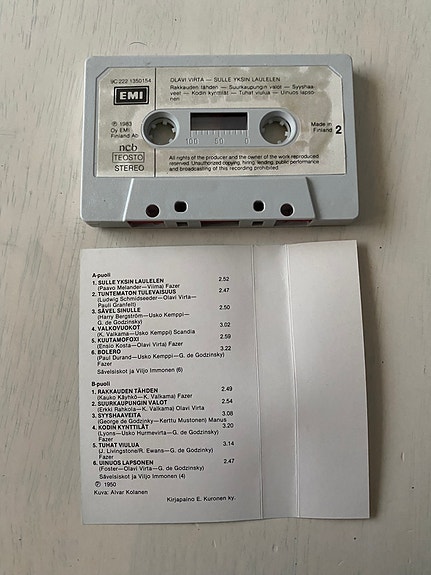 9C 222 1350154
OLAVI VIRTA — SULLE YKSIN LAULELEN
Rakkauden tähden — Suurkaupungin valot — Syyshaa-
veet — Kodin kynttilät — Tuhat viulua — Uinuos lapso-
nen
EMI
℗ 1983
Oy EMI
Finland Ab
100 50 0
Made in
Finland 2
ncb
TEOSTO
STEREO
All rights of the producer and the owner of the work reproduced
reserved. Unauthorized copying, hiring, lending, public performance
and broadcasting of this recording prohibited.
A-puoli
1. SULLE YKSIN LAULELEN 2.52
(Paavo Melander—Viima) Fazer
2. TUNTEMATON TULEVAISUUS 2.47
(Ludwig Schmidseeder—Olavi Virta—
Pauli Granfelt)
3. SÄVEL SINULLE 2.50
(Harry Bergström—Usko Kemppi—
G. de Godzinsky)
4. VALKOVUOKOT 3.02
(K. Valkama—Usko Kemppi) Scandia
5. KUUTAMOFOXI 2.59
(Ensio Kosta—Olavi Virta) Fazer
6. BOLERO 3.22
(Paul Durand—Usko Kemppi—G. de Godzinsky)
Fazer
Sävelsiskot ja Viljo Immonen (6)
B-puoli
1. RAKKAUDEN TÄHDEN 2.49
(Kauko Käyhkö—K. Valkama) Fazer
2. SUURKAUPUNGIN VALOT 2.54
(Erkki Rahkola—K. Valkama) Olavi Virta
3. SYYSHAAVEITA 3.08
(George de Godzinky—Kerttu Mustonen) Manus
4. KODIN KYNTTILÄT 3.20
(Lyons—Usko Hurmevirta—G. de Godzinsky)
Fazer
5. TUHAT VIULUA 3.14
(J. Livingstone/R. Ewans—G. de Godzinsky)
Fazer
6. UINUOS LAPSONEN 2.47
(Foster—Olavi Virta—G. de Godzinsky)
Säveisiskot ja Viljo Immonen (4)
℗ 1950
Kuva: Alvar Kolanen
Kirjapaino E. Kuronen ky.